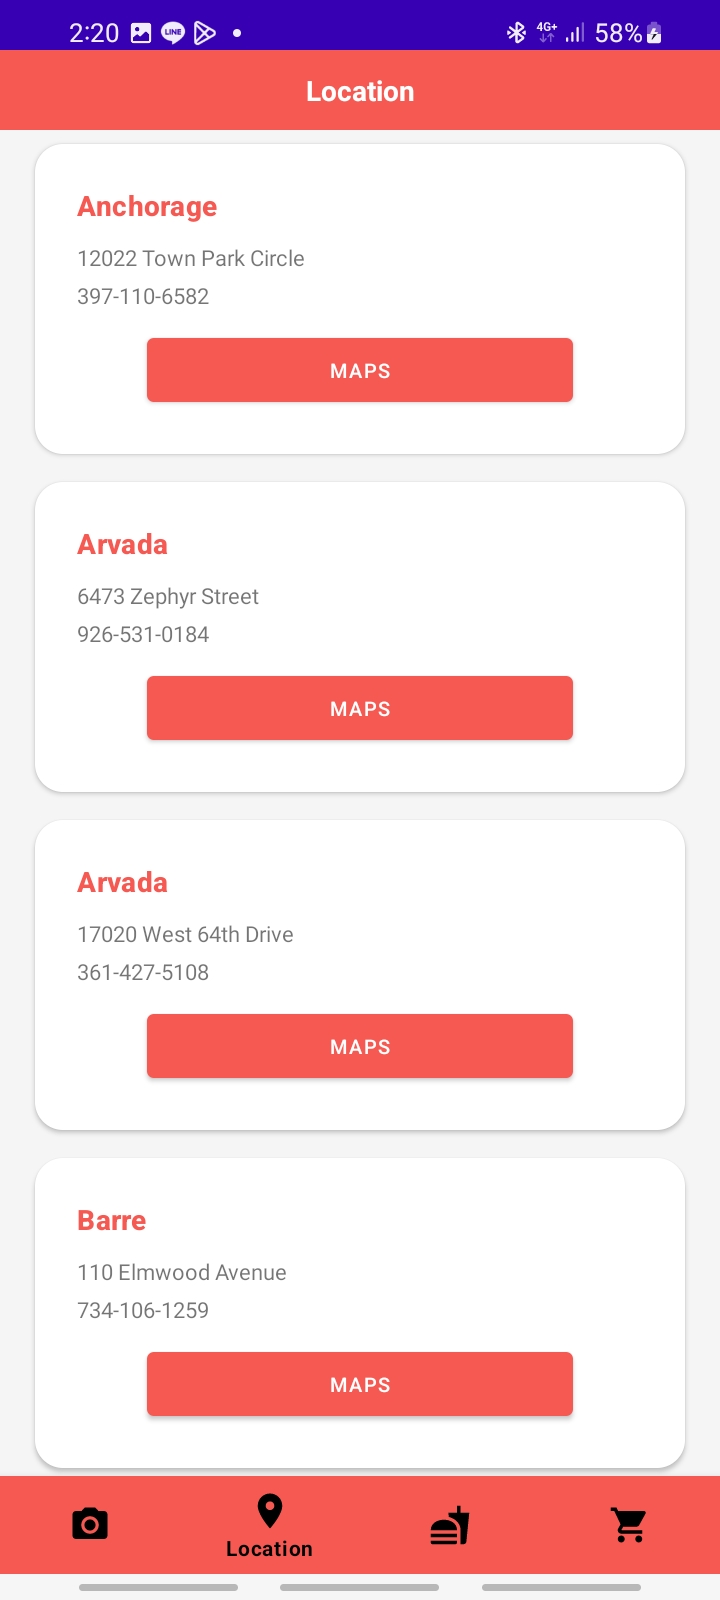 2:20 LINE 4G+ 58%
Location
Anchorage
12022 Town Park Circle
397-110-6582
MAPS
Arvada
6473 Zephyr Street
926-531-0184
MAPS
Arvada
17020 West 64th Drive
361-427-5108
MAPS
Barre
110 Elmwood Avenue
734-106-1259
MAPS
Location